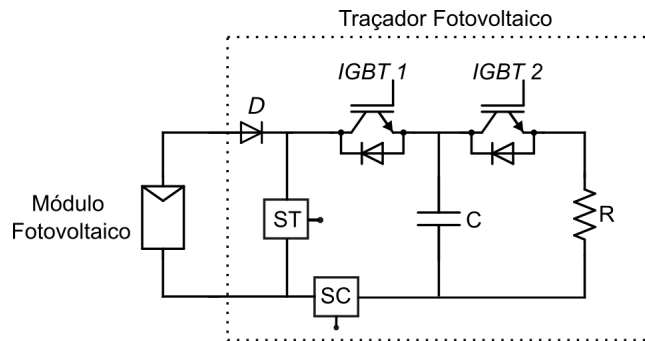 Traçador Fotovoltaico
IGBT 1
IGBT 2
D
Módulo
Fotovoltaico
ST
C
R
SC